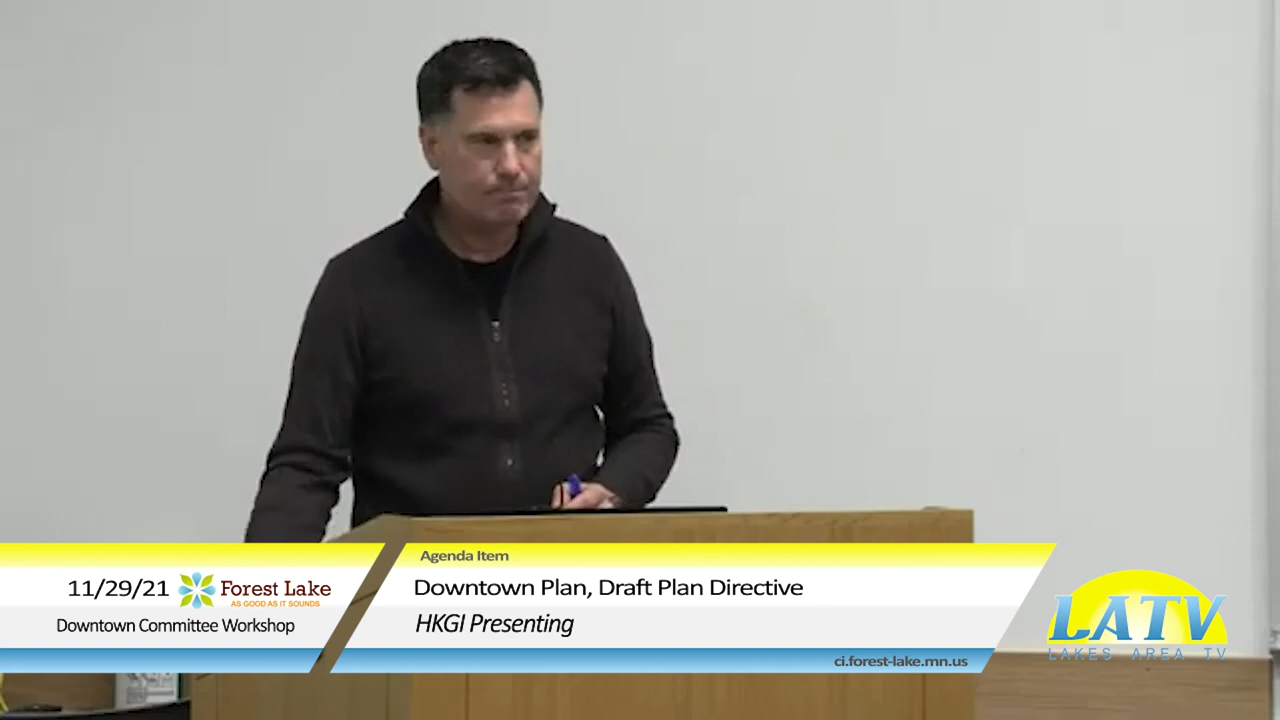 Agenda Item
11/29/21 Forest Lake
AS GOOD AS IT SOUNDS
Downtown Plan, Draft Plan Directive
Downtown Committee Workshop
HKGI Presenting
ci.forest-lake.mn.us
LATV
LAKES AREA TV